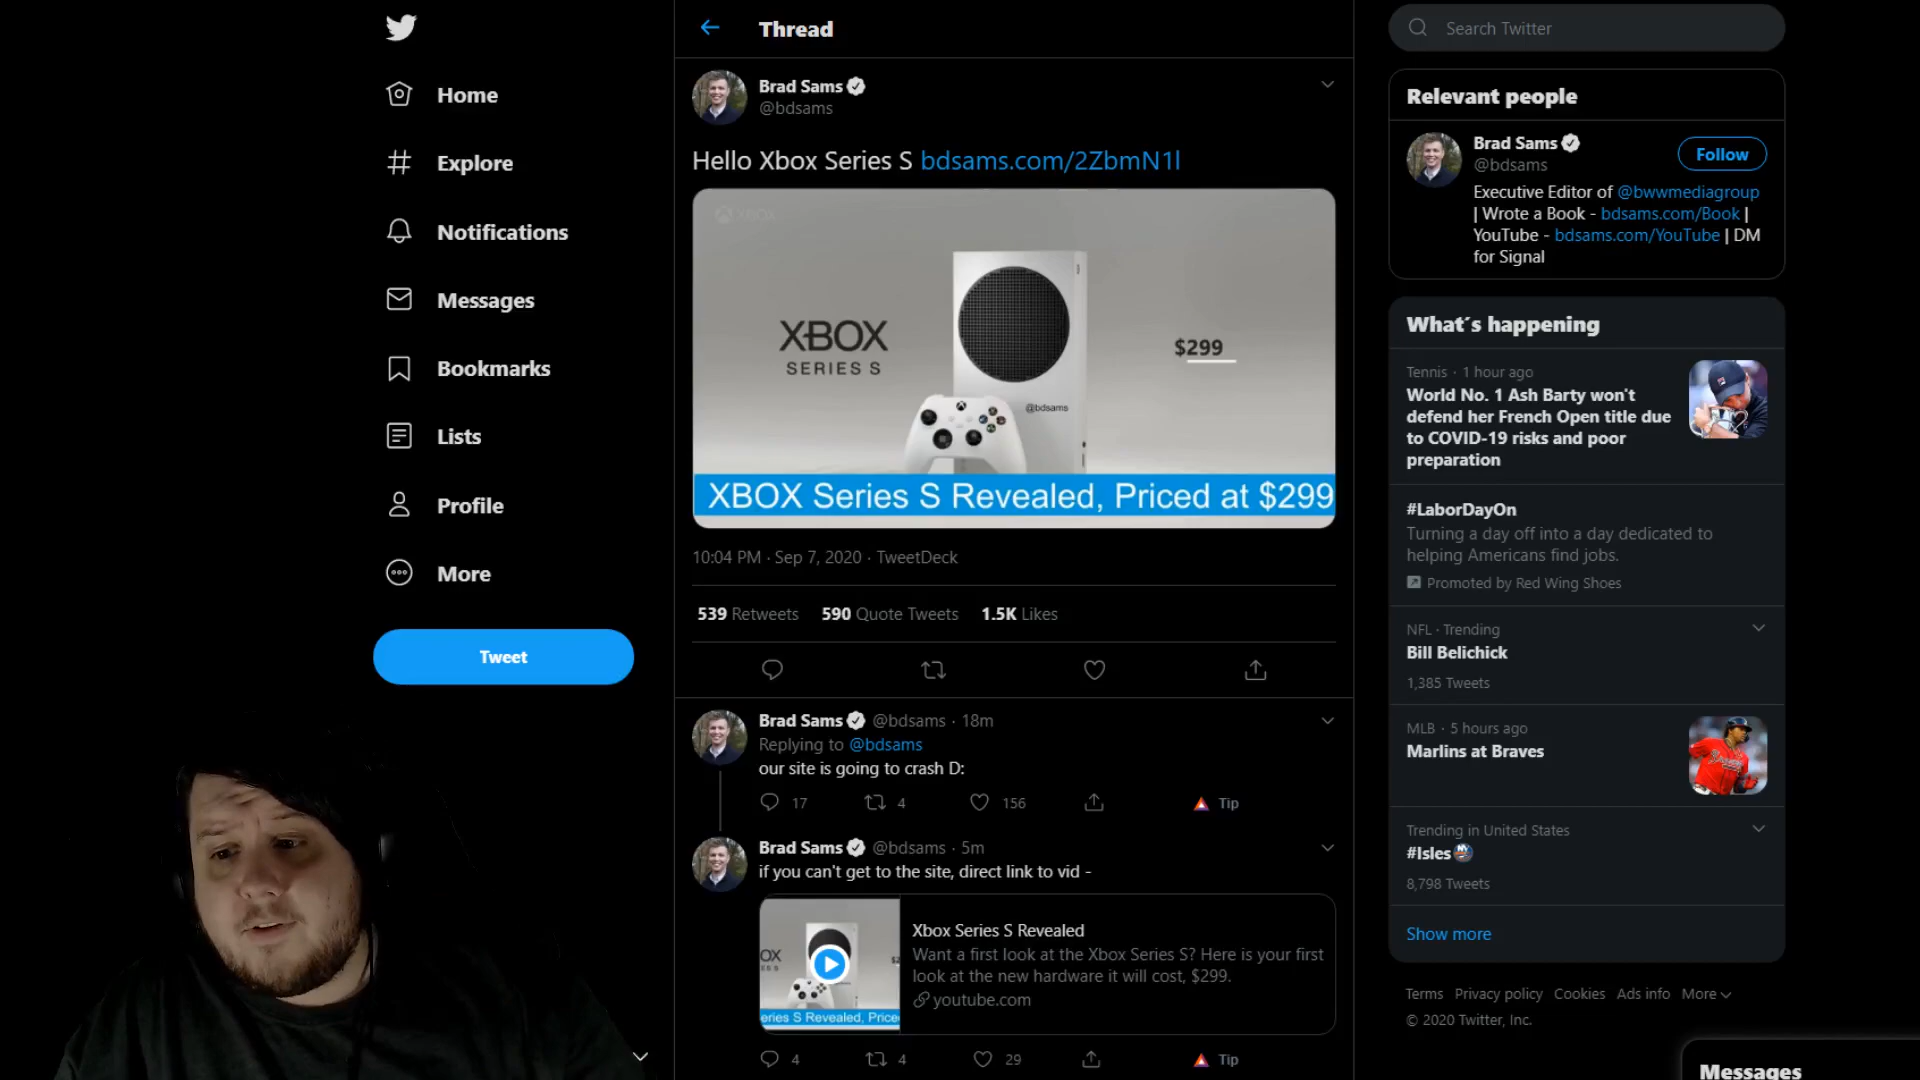 Home
Explore
Notifications
Messages
Bookmarks
Lists
Profile
More
Tweet
Thread
Brad Sams
@bdsams
Hello Xbox Series S bdsams.com/2ZbmN1l
XBOX
XBOX
SERIES S
$299
@bdsams
XBOX Series S Revealed, Priced at $299
10:04 PM · Sep 7, 2020 · TweetDeck
539 Retweets 590 Quote Tweets 1.5K Likes
Brad Sams @bdsams · 18m
Replying to @bdsams
our site is going to crash D:
17 4 156 Tip
Brad Sams @bdsams · 5m
if you can't get to the site, direct link to vid -
OX
ES S
eries S Revealed, Price
Xbox Series S Revealed
Want a first look at the Xbox Series S? Here is your first
look at the new hardware it will cost, $299.
youtube.com
4 4 29 Tip
Search Twitter
Relevant people
Brad Sams
@bdsams
Follow
Executive Editor of @bwwmediagroup
| Wrote a Book - bdsams.com/Book |
YouTube - bdsams.com/YouTube | DM
for Signal
What's happening
Tennis · 1 hour ago
World No. 1 Ash Barty won't
defend her French Open title due
to COVID-19 risks and poor
preparation
#LaborDayOn
Turning a day off into a day dedicated to
helping Americans find jobs.
Promoted by Red Wing Shoes
NFL · Trending
Bill Belichick
1,385 Tweets
MLB · 5 hours ago
Marlins at Braves
Trending in United States
#Isles
8,798 Tweets
Show more
Terms Privacy policy Cookies Ads info More
© 2020 Twitter, Inc.
Messages